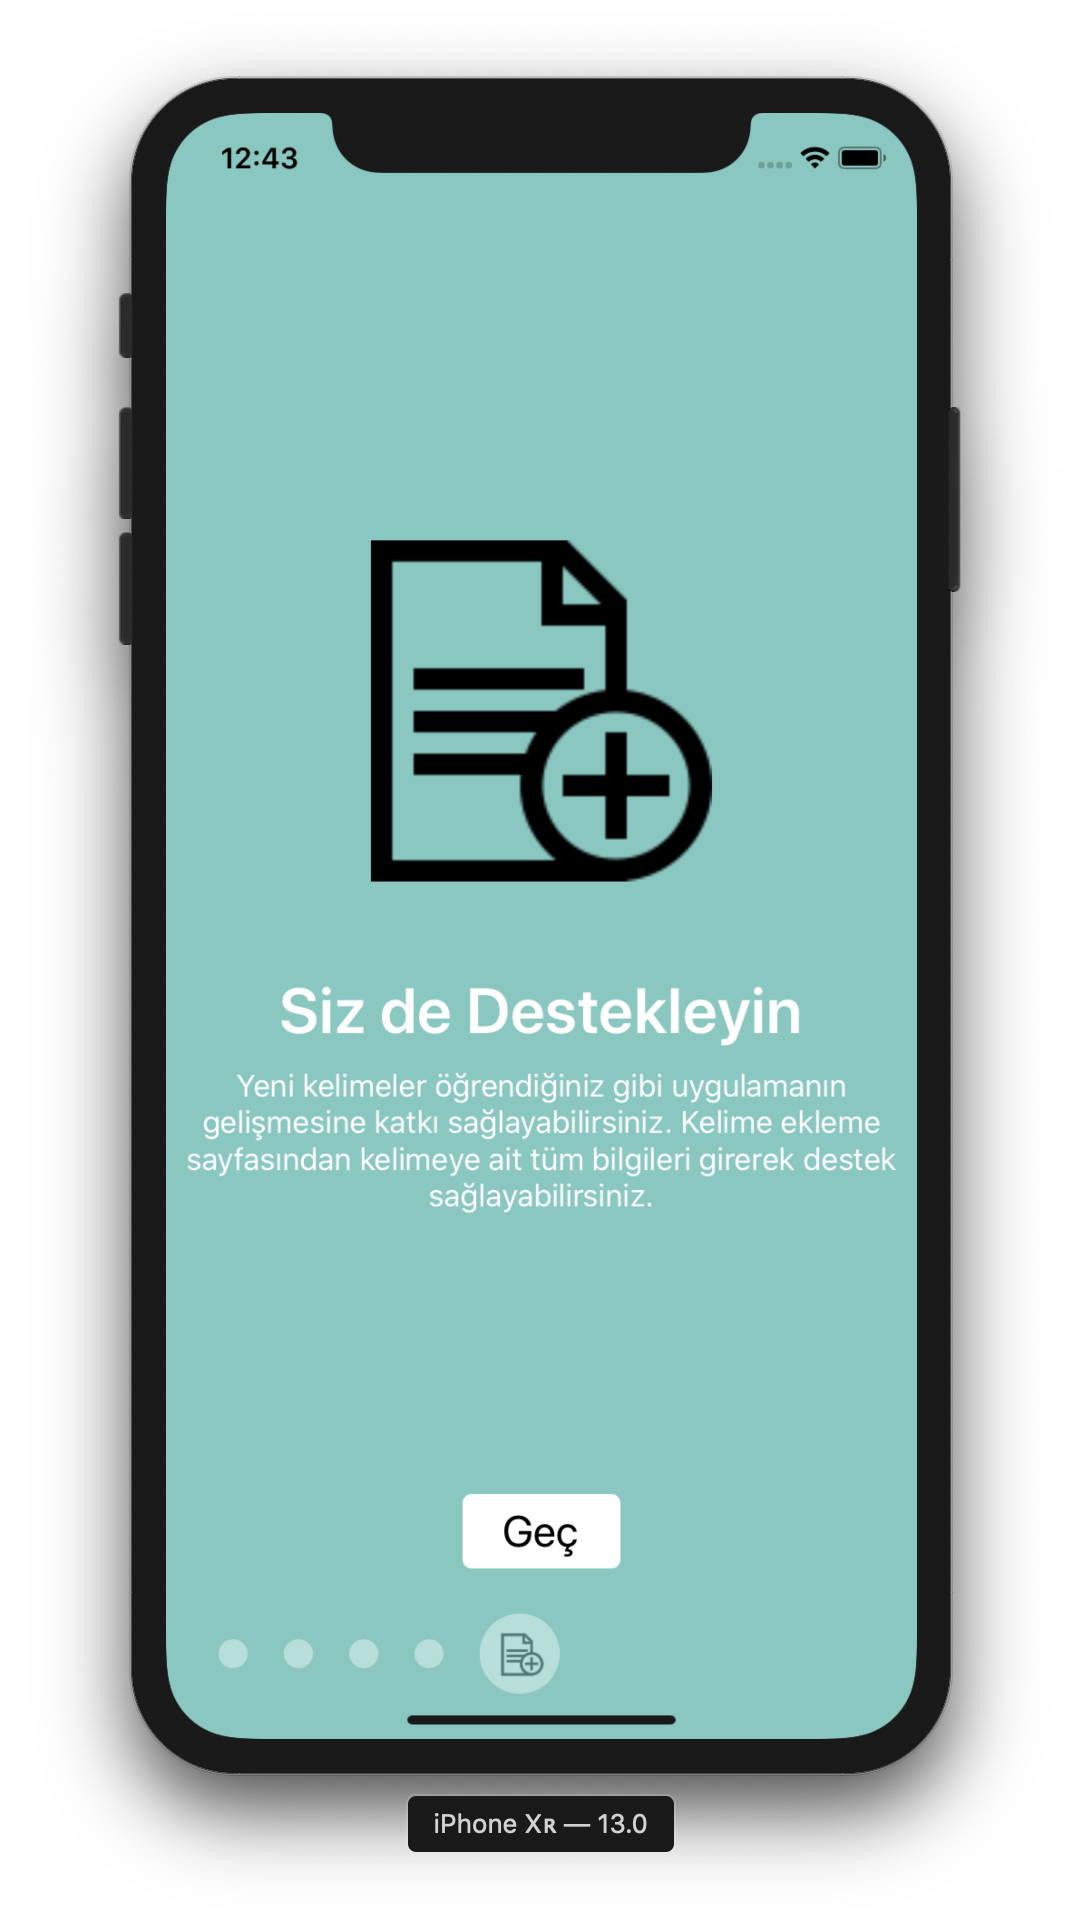 12:43
Siz de Destekleyin
Yeni kelimeler öğrendiğiniz gibi uygulamanın
gelişmesine katkı sağlayabilirsiniz. Kelime ekleme
sayfasından kelimeye ait tüm bilgileri girerek destek
sağlayabilirsiniz.
Geç
iPhone Xʀ — 13.0